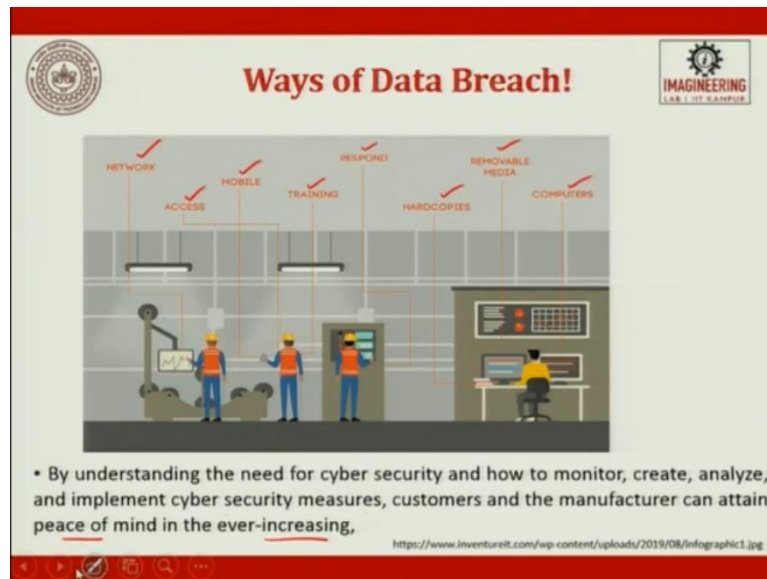 Ways of Data Breach!
IMAGINEERING
LAB | IIT KANPUR
NETWORK
ACCESS
MOBILE
TRAINING
RESPOND
HARDCOPIES
REMOVABLE
MEDIA
COMPUTERS
• By understanding the need for cyber security and how to monitor, create, analyze,
and implement cyber security measures, customers and the manufacturer can attain
peace of mind in the ever-increasing,
https://www.inventureit.com/wp-content/uploads/2019/08/infographic1.jpg